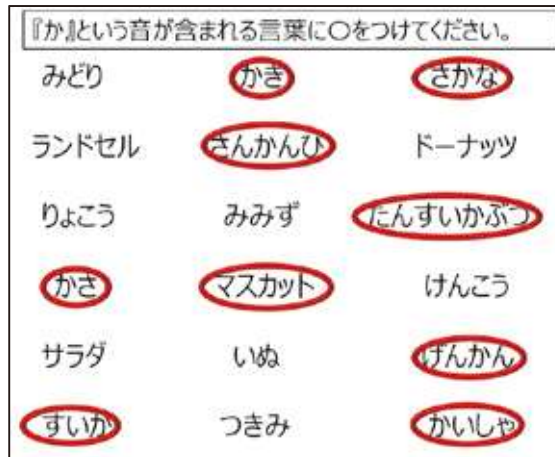 『か』という音が含まれる言葉に○をつけてください。
みどり かき さかな
ランドセル さんかんひ ドーナッツ
りょこう みみず たんすいかぶつ
かさ マスカット けんこう
サラダ いぬ げんかん
すいか つきみ かいしゃ